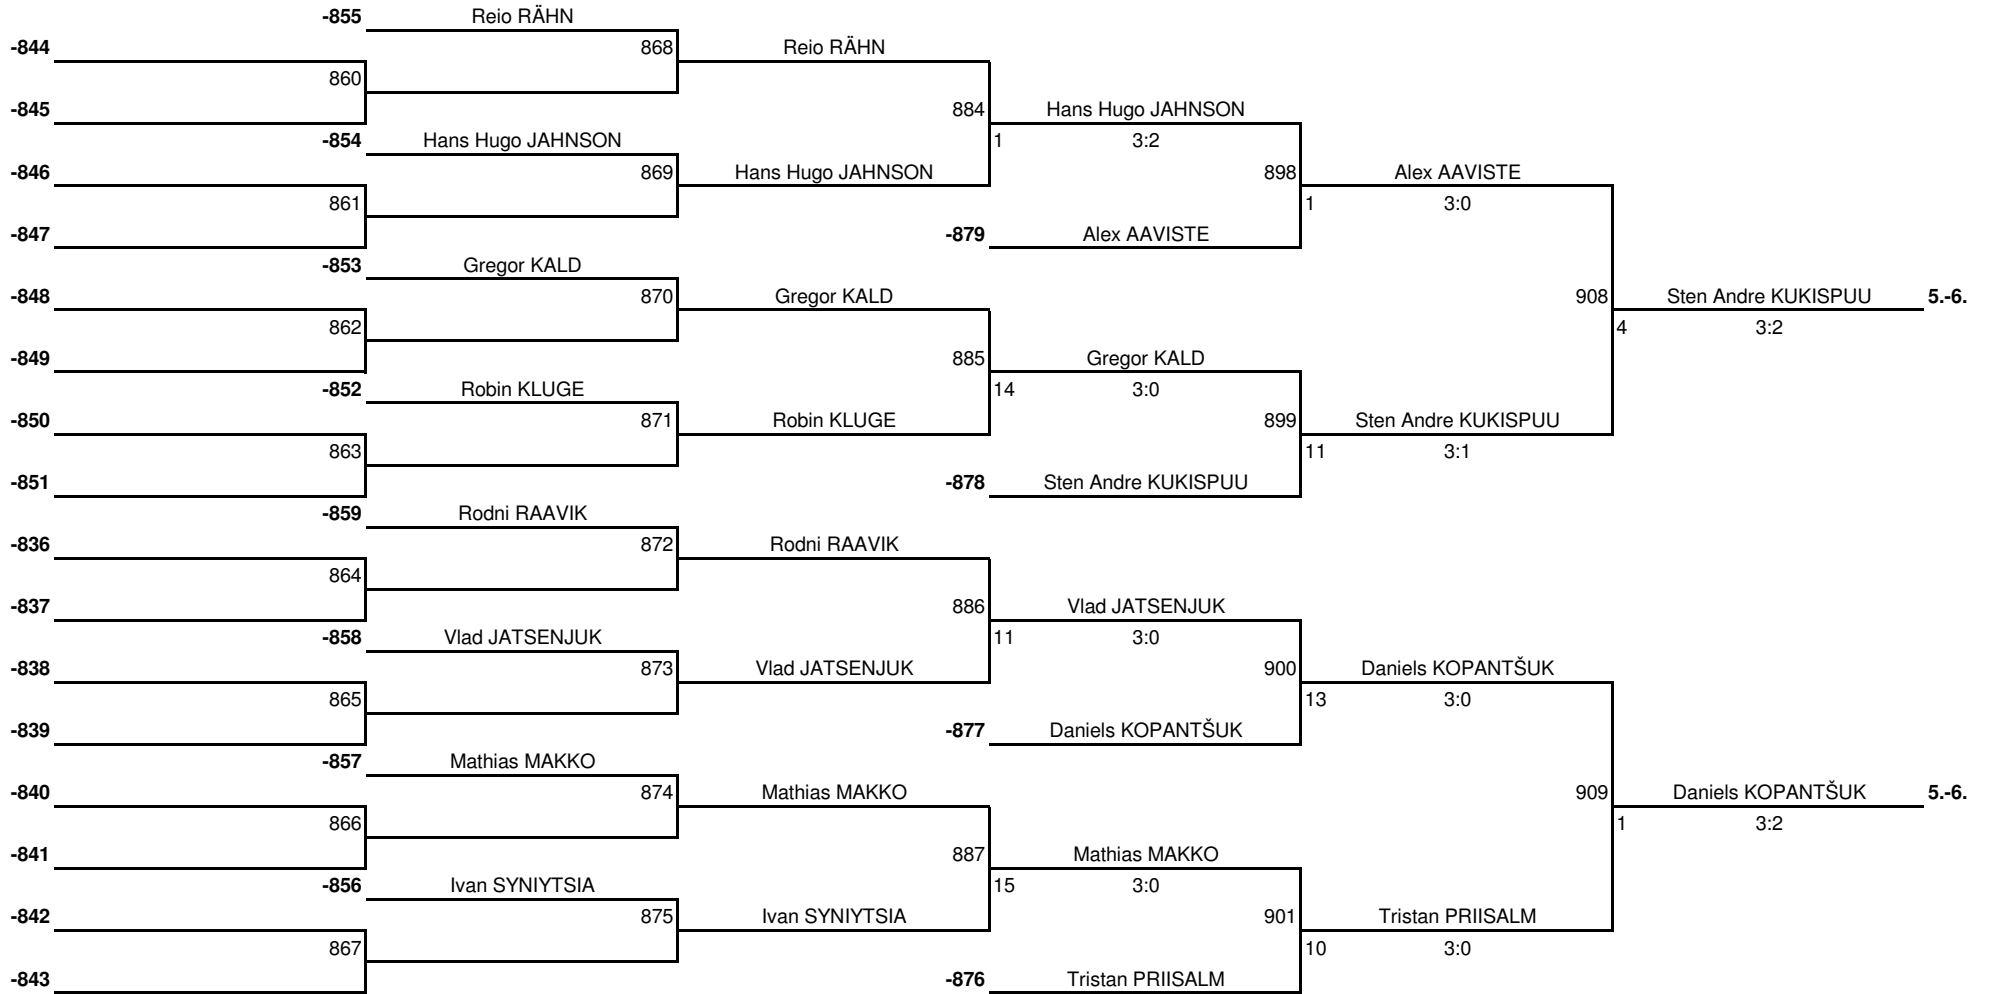 -855 Reio RÄHN
-844 868 Reio RÄHN
860
-845 884 Hans Hugo JAHNSON
-854 Hans Hugo JAHNSON 1 3:2
-846 869 Hans Hugo JAHNSON 898 Alex AAVISTE
861 1 3:0
-847 -879 Alex AAVISTE
-853 Gregor KALD
-848 870 Gregor KALD 908 Sten Andre KUKISPUU 5.-6.
862 4 3:2
-849 885 Gregor KALD
-852 Robin KLUGE 14 3:0
-850 871 Robin KLUGE 899 Sten Andre KUKISPUU
863 11 3:1
-851 -878 Sten Andre KUKISPUU
-859 Rodni RAAVIK
-836 872 Rodni RAAVIK
864
-837 886 Vlad JATSENJUK
-858 Vlad JATSENJUK 11 3:0
-838 873 Vlad JATSENJUK 900 Daniels KOPANTŠUK
865 13 3:0
-839 -877 Daniels KOPANTŠUK
-857 Mathias MAKKO
-840 874 Mathias MAKKO 909 Daniels KOPANTŠUK 5.-6.
866 1 3:2
-841 887 Mathias MAKKO
-856 Ivan SYNIYTSIA 15 3:0
-842 875 Ivan SYNIYTSIA 901 Tristan PRIISALM
867 10 3:0
-843 -876 Tristan PRIISALM